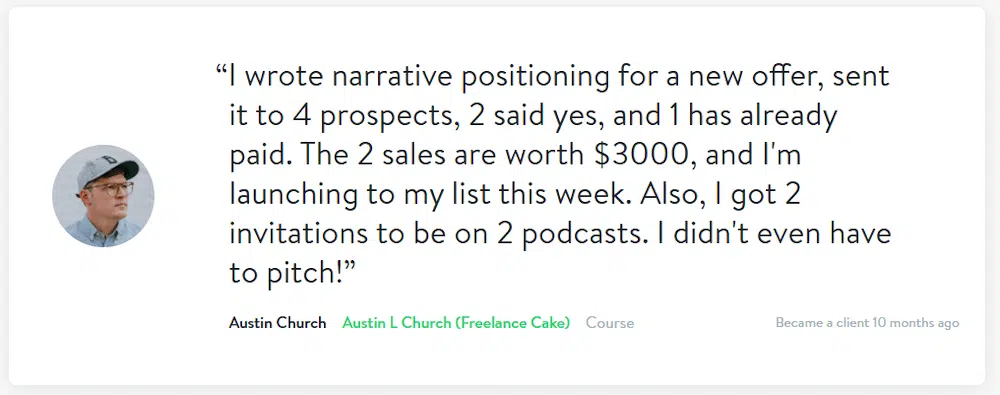 “I wrote narrative positioning for a new offer, sent
it to 4 prospects, 2 said yes, and 1 has already
paid. The 2 sales are worth $3000, and I'm
launching to my list this week. Also, I got 2
invitations to be on 2 podcasts. I didn't even have
to pitch!”
Austin Church Austin L Church (Freelance Cake) Course Became a client 10 months ago